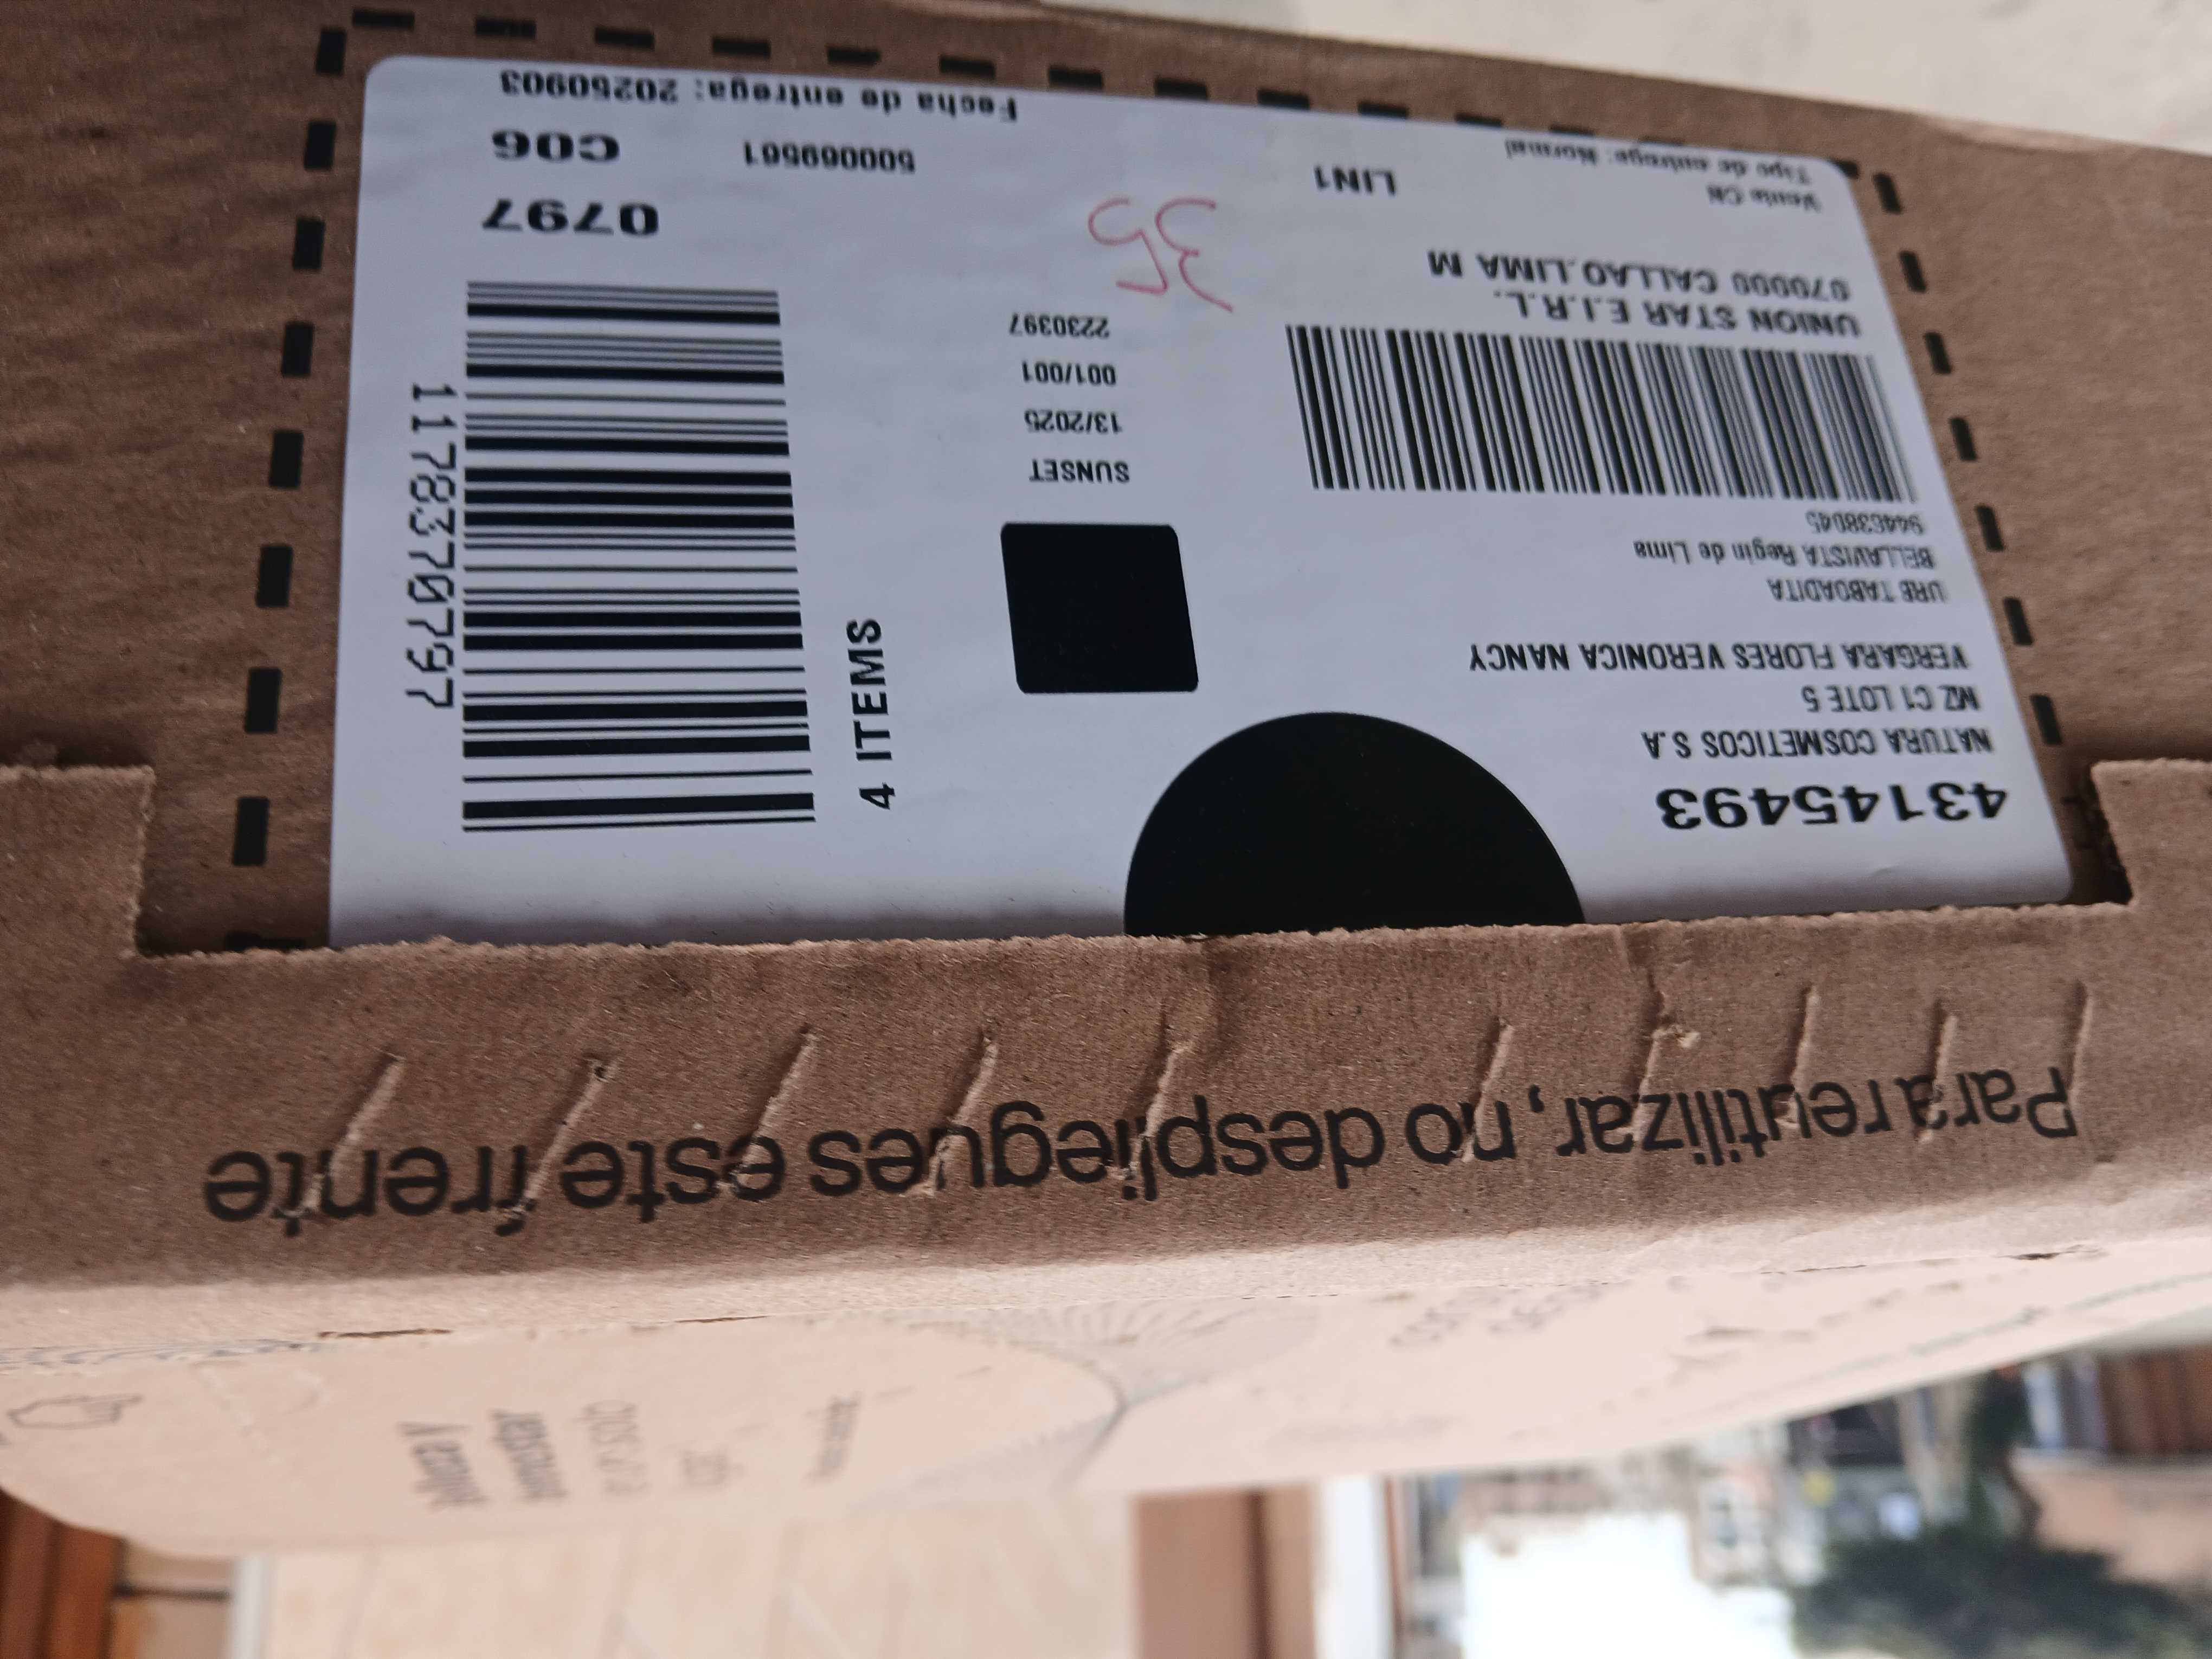 43145493
NATURA COSMETICOS S.A
MZ C1 LOTE 5
VERGARA FLORES VERONICA NANCY
URB TABOADITA
BELLAVISTA Regin de Lima
944638045
UNION STAR E.I.R.L.
070000 CALLAO.LIMA M
Venta CN
Tipo de entrega: Normal
LIN1
SUNSET
13/2025
001/001
2230397
35
4 ITEMS
1178370797
0797
C06
500069561
Fecha de entrega: 20250903
Para reutilizar, no despliegues este frente